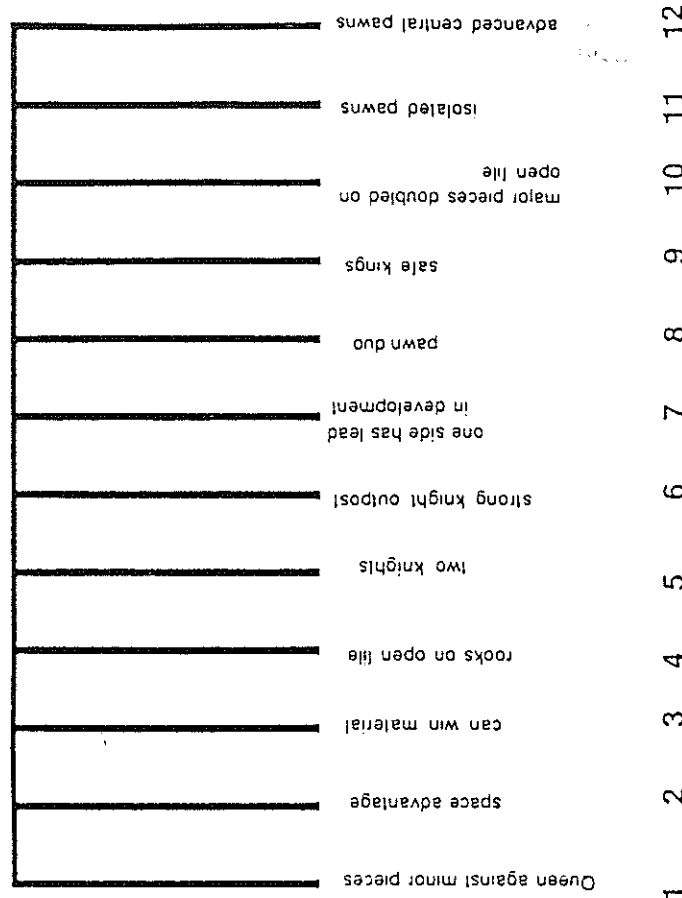 1 Queen against minor pieces
2 space advantage
3 can win material
4 rooks on open file
5 two knights
6 strong knight outpost
7 one side has lead
in development
8 pawn duo
9 safe kings
10 major pieces doubled on
open file
11 isolated pawns
12 advanced central pawns